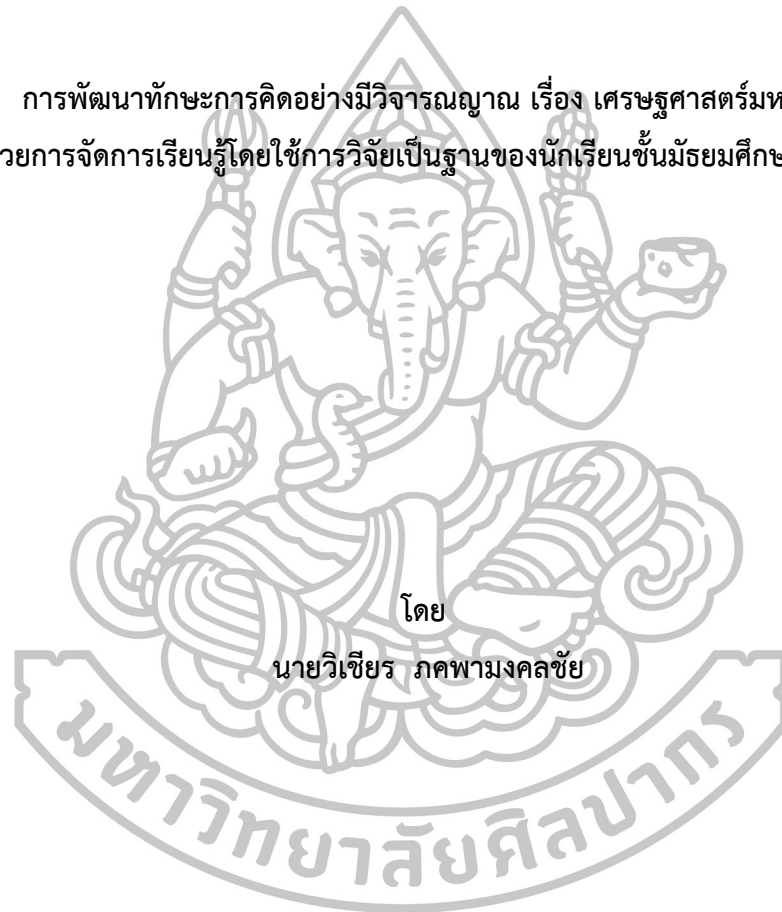 การพัฒนาทักษะการคิดอย่างมีวิจารณญาณ เรื่อง เศรษฐศาสตร์มห
วยการจัดการเรียนรู้โดยใช้การวิจัยเป็นฐานของนักเรียนชั้นมัธยมศึกษ
โดย
นายวิเชียร ภคพามงคลชัย
มหาวิทยาลัยศิลปากร